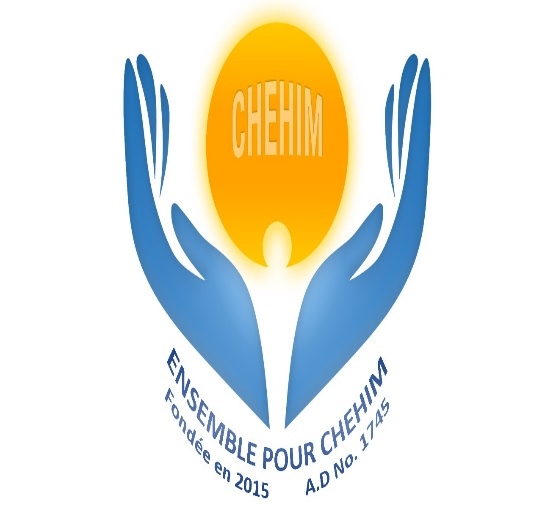 CHEHIM
ENSEMBLE POUR CHEHIM
Fondée en 2015 A.D No. 1745